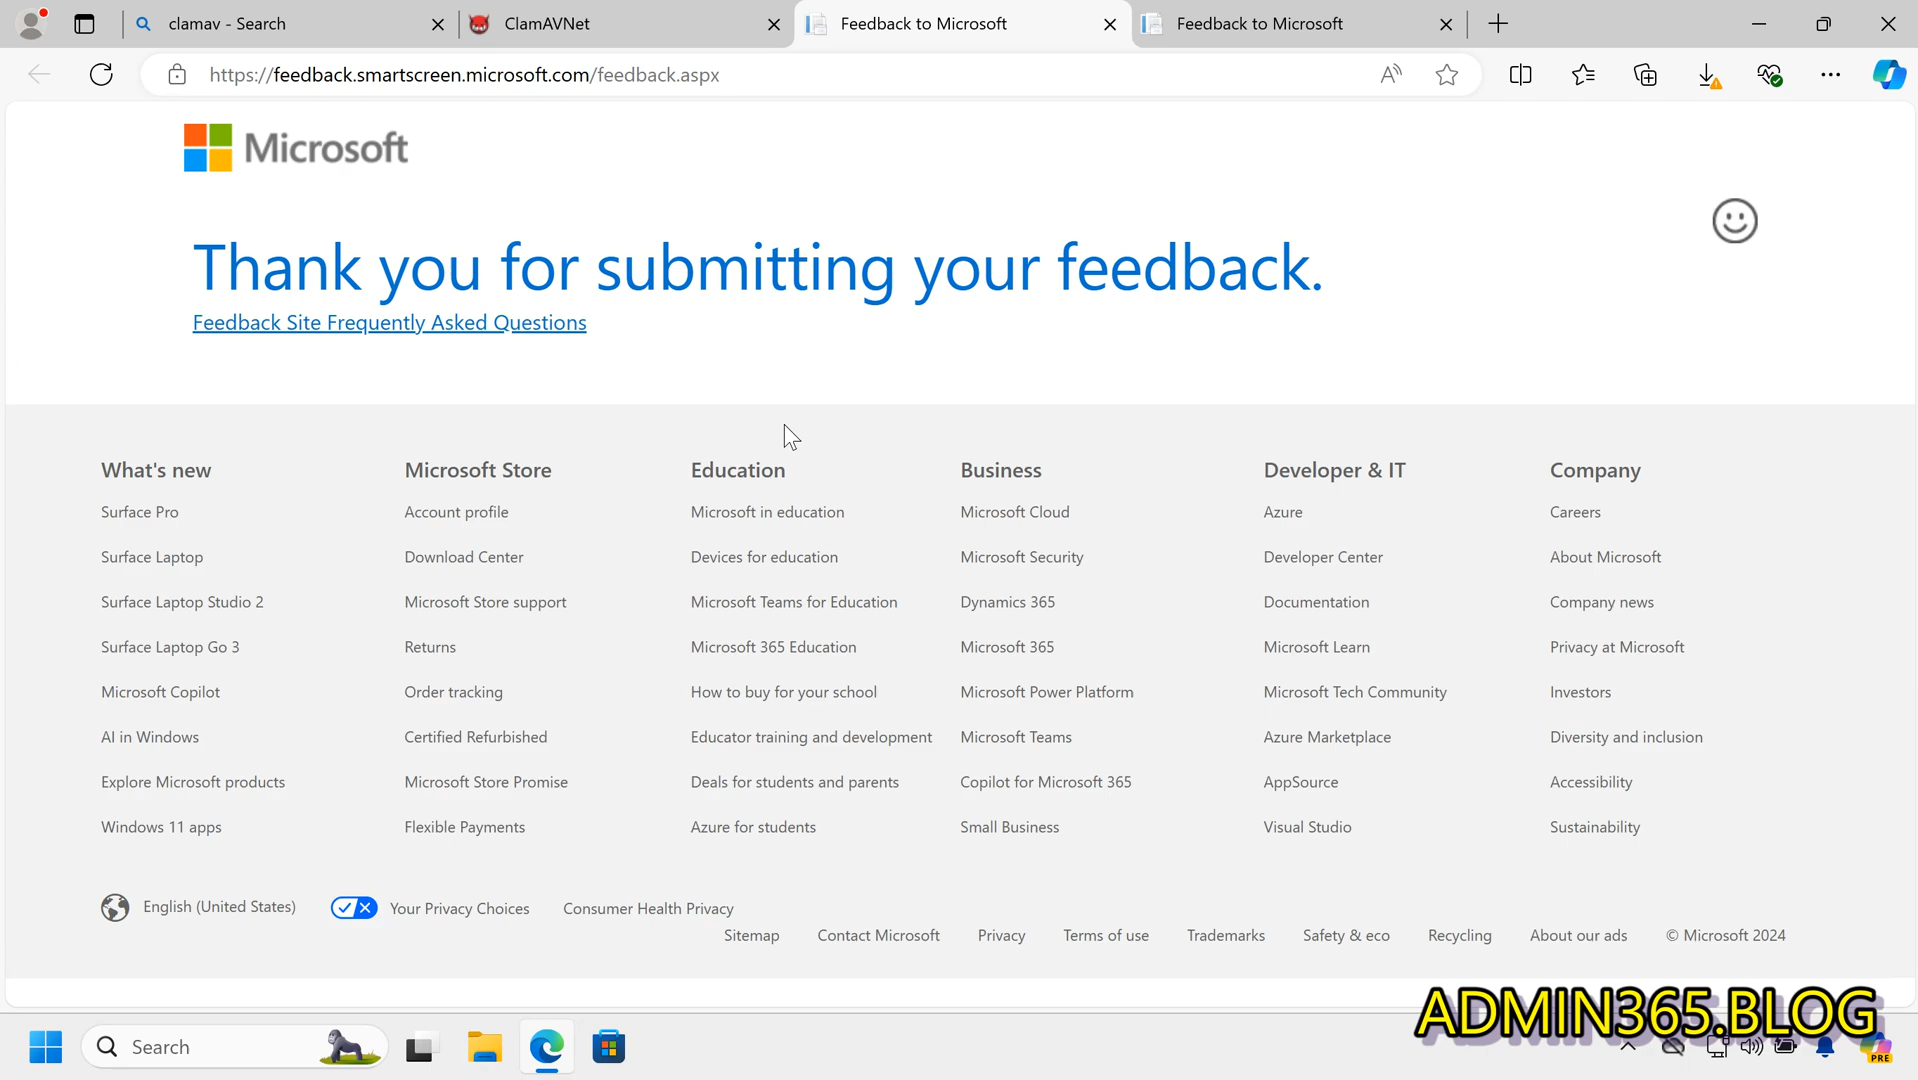 clamav - Search
ClamAVNet
Feedback to Microsoft
Feedback to Microsoft
https://feedback.smartscreen.microsoft.com/feedback.aspx
Microsoft
Thank you for submitting your feedback.
Feedback Site Frequently Asked Questions
What's new
Surface Pro
Surface Laptop
Surface Laptop Studio 2
Surface Laptop Go 3
Microsoft Copilot
AI in Windows
Explore Microsoft products
Windows 11 apps
Microsoft Store
Account profile
Download Center
Microsoft Store support
Returns
Order tracking
Certified Refurbished
Microsoft Store Promise
Flexible Payments
Education
Microsoft in education
Devices for education
Microsoft Teams for Education
Microsoft 365 Education
How to buy for your school
Educator training and development
Deals for students and parents
Azure for students
Business
Microsoft Cloud
Microsoft Security
Dynamics 365
Microsoft 365
Microsoft Power Platform
Microsoft Teams
Copilot for Microsoft 365
Small Business
Developer & IT
Azure
Developer Center
Documentation
Microsoft Learn
Microsoft Tech Community
Azure Marketplace
AppSource
Visual Studio
Company
Careers
About Microsoft
Company news
Privacy at Microsoft
Investors
Diversity and inclusion
Accessibility
Sustainability
English (United States)
Your Privacy Choices
Consumer Health Privacy
Sitemap
Contact Microsoft
Privacy
Terms of use
Trademarks
Safety & eco
Recycling
About our ads
© Microsoft 2024
ADMIN365.BLOG
Search
PRE